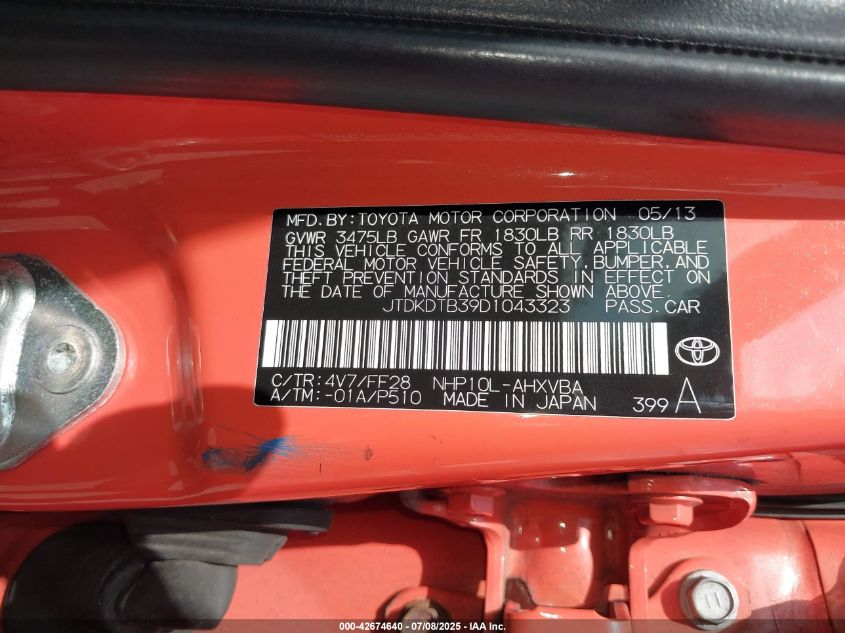 MFD. BY: TOYOTA MOTOR CORPORATION 05/13
GVWR 3475LB GAWR FR 1830LB RR 1830LB
THIS VEHICLE CONFORMS TO ALL APPLICABLE
FEDERAL MOTOR VEHICLE SAFETY, BUMPER, AND
THEFT PREVENTION STANDARDS IN EFFECT ON
THE DATE OF MANUFACTURE SHOWN ABOVE.
JTDKDTB39D1043323 PASS. CAR
C/TR: 4V7/FF28 NHP10L-AHXVBA
A/TM: -01A/P510 MADE IN JAPAN 399 A
11
000-42674640 - 07/08/2025 - IAA Inc.